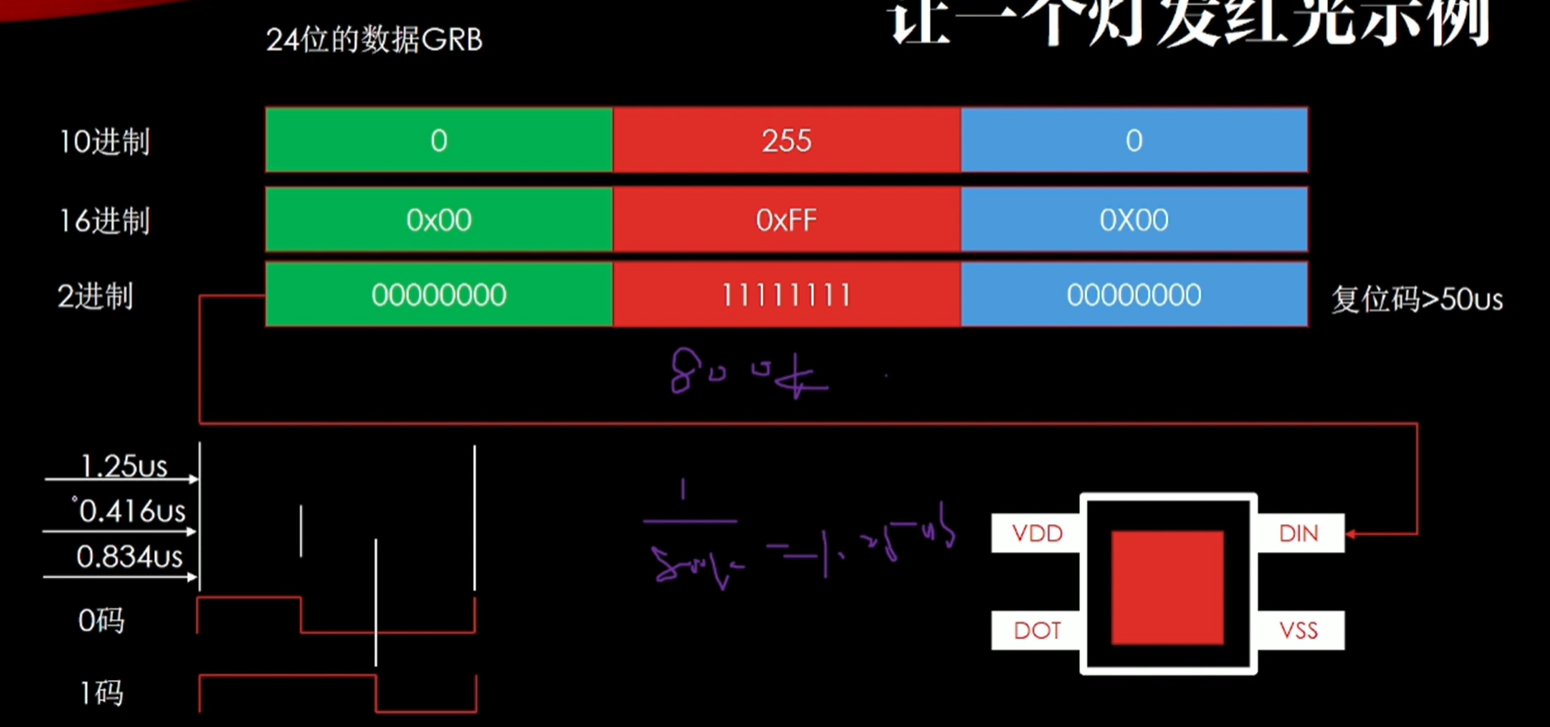 让一个灯发红光示例
24位的数据GRB
10进制 0 255 0
16进制 0x00 0xFF 0X00
2进制 00000000 11111111 00000000 复位码>50us
800k
1.25us
0.416us
0.834us
1
800k = 1.25us
VDD DIN
0码
DOT VSS
1码